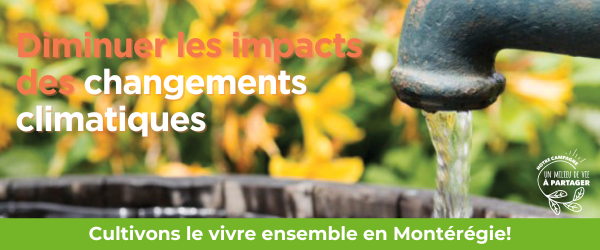 Diminuer les impacts
des changements
climatiques
NOTRE CAMPAGNE
UN MILIEU DE VIE
À PARTAGER
Cultivons le vivre ensemble en Montérégie!